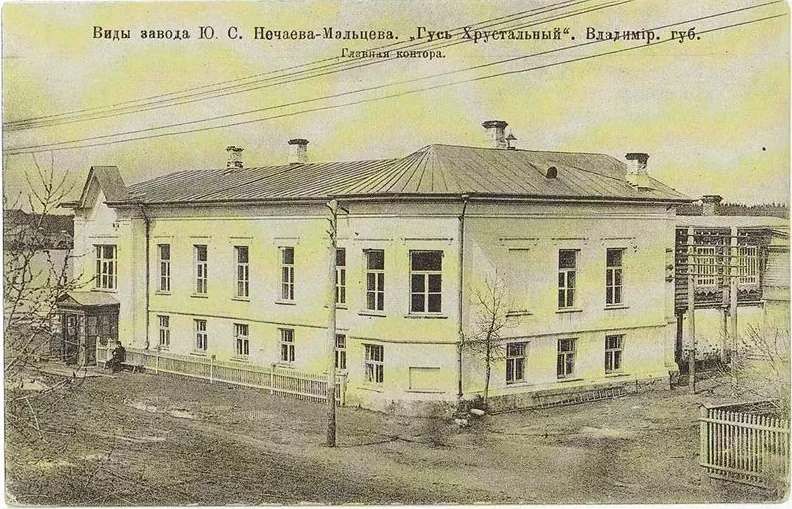 Виды завода Ю. С. Нечаева-Мальцева. „Гусь Хрустальный“. Владимір. губ.
Главная контора.